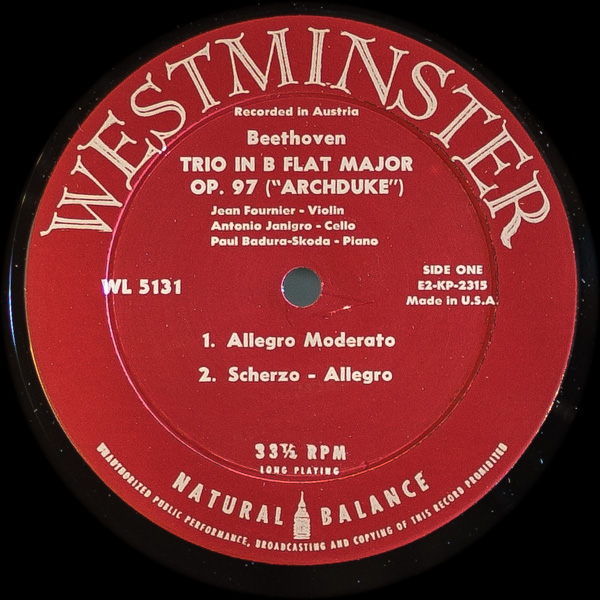 WESTMINSTER
Recorded in Austria
Beethoven
TRIO IN B FLAT MAJOR
OP. 97 ("ARCHDUKE")
Jean Fournier - Violin
Antonio Janigro - Cello
Paul Badura-Skoda - Piano
WL 5131
SIDE ONE
E2-KP-2315
Made in U.S.A.
1. Allegro Moderato
2. Scherzo - Allegro
33⅓ RPM
LONG PLAYING
NATURAL BALANCE
UNAUTHORIZED PUBLIC PERFORMANCE, BROADCASTING AND COPYING OF THIS RECORD PROHIBITED